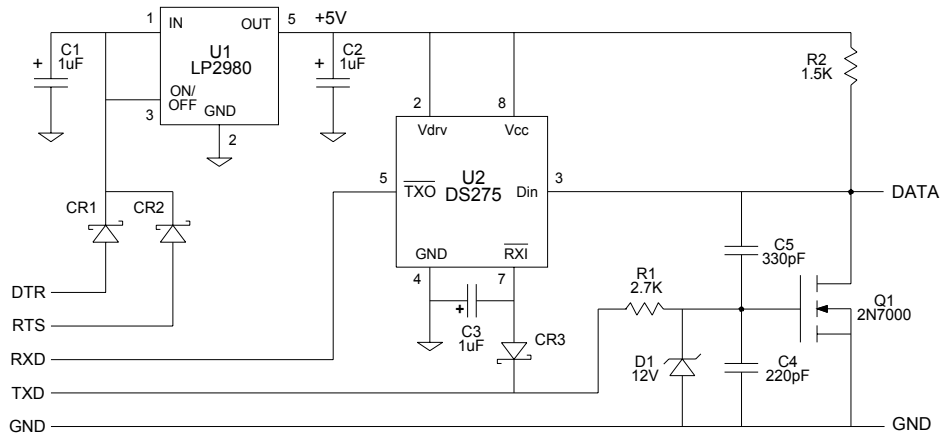 1
IN
OUT
5
+5V
U1
LP2980
ON/
OFF
GND
3
2
+
C1
1uF
+
C2
1uF
R2
1.5K
2
8
Vdrv
Vcc
U2
DS275
5
TXO
Din
3
GND
RXI
4
7
DATA
CR1
CR2
DTR
RTS
RXD
TXD
GND
+
C3
1uF
CR3
R1
2.7K
D1
12V
C5
330pF
C4
220pF
Q1
2N7000
GND